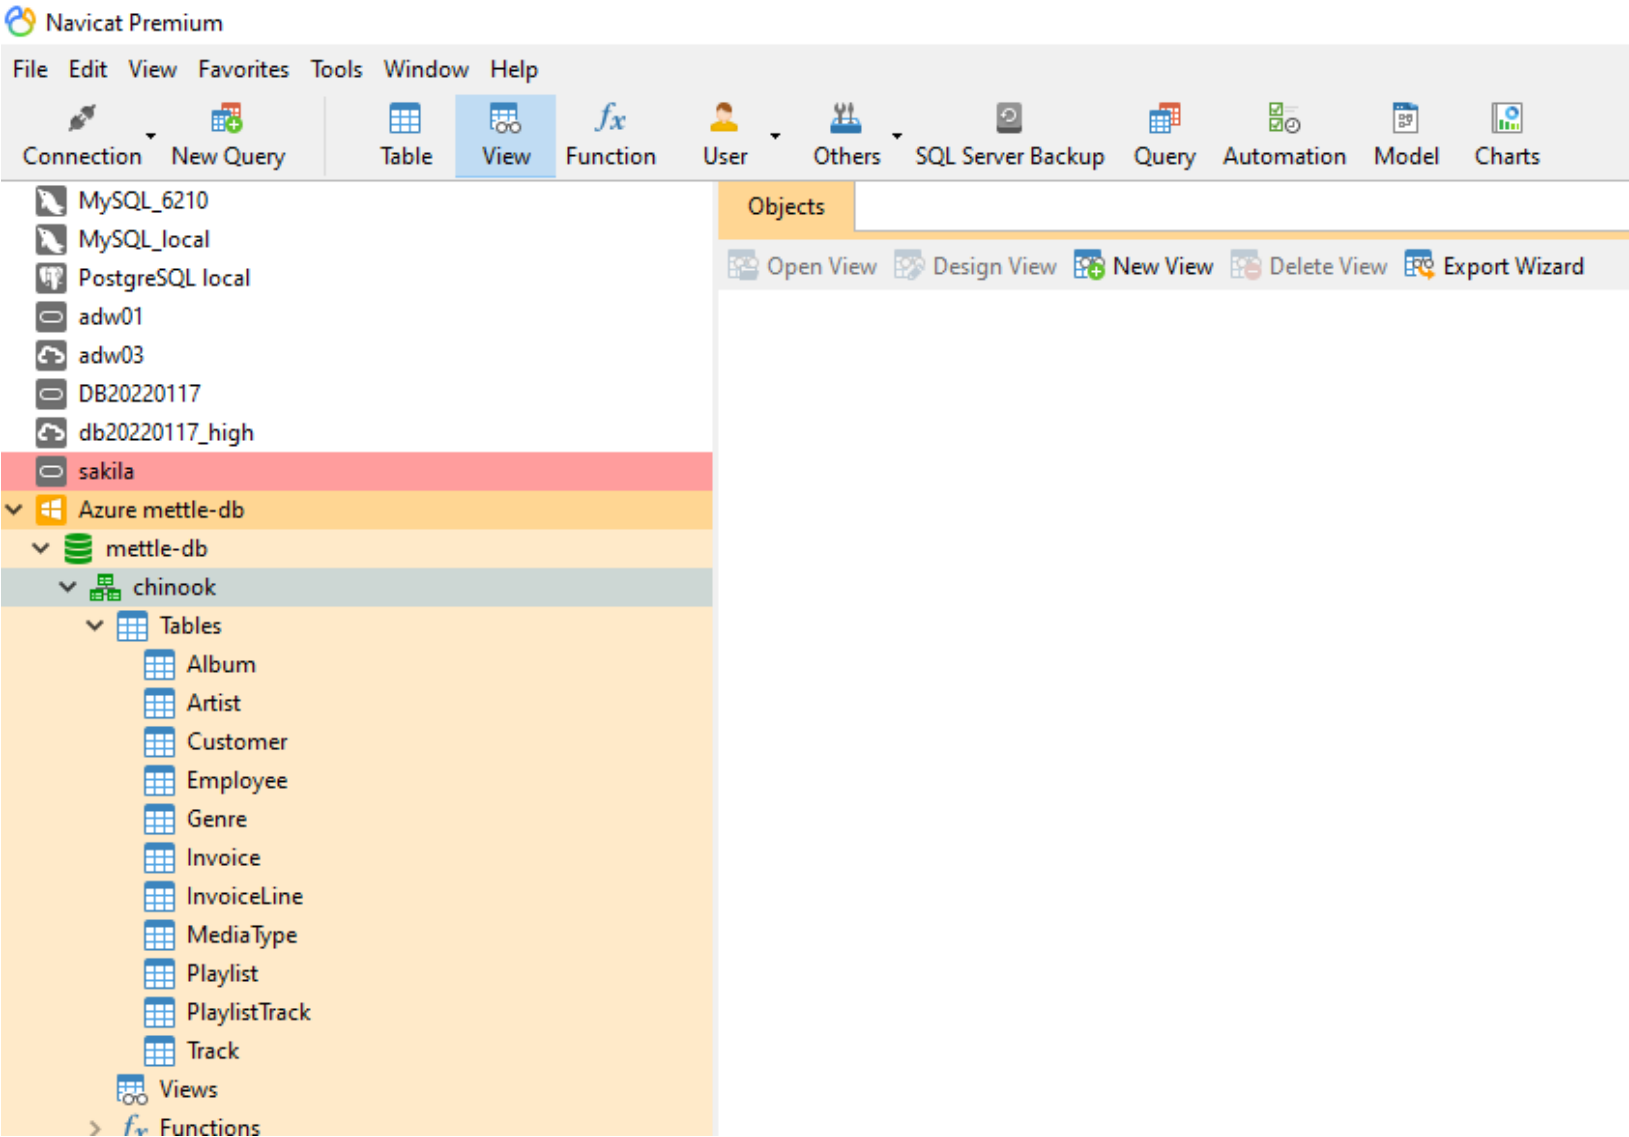 Navicat Premium
File Edit View Favorites Tools Window Help
Connection New Query Table View Function User Others SQL Server Backup Query Automation Model Charts
MySQL_6210
MySQL_local
PostgreSQL local
adw01
adw03
DB20220117
db20220117_high
sakila
Azure mettle-db
mettle-db
chinook
Tables
Album
Artist
Customer
Employee
Genre
Invoice
InvoiceLine
MediaType
Playlist
PlaylistTrack
Track
Views
fx Functions
Objects
Open View Design View New View Delete View Export Wizard